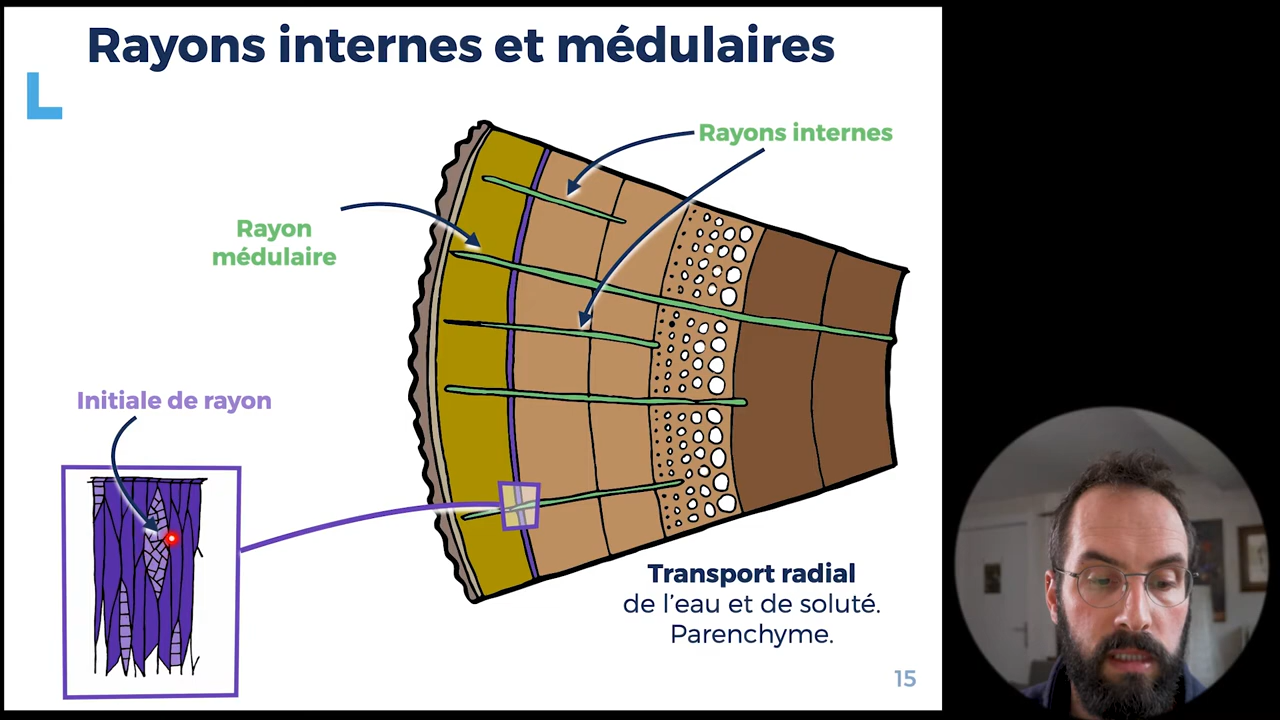 Rayons internes et médulaires
Rayons internes
Rayon
médulaire
Initiale de rayon
Transport radial
de l'eau et de soluté.
Parenchyme.
15